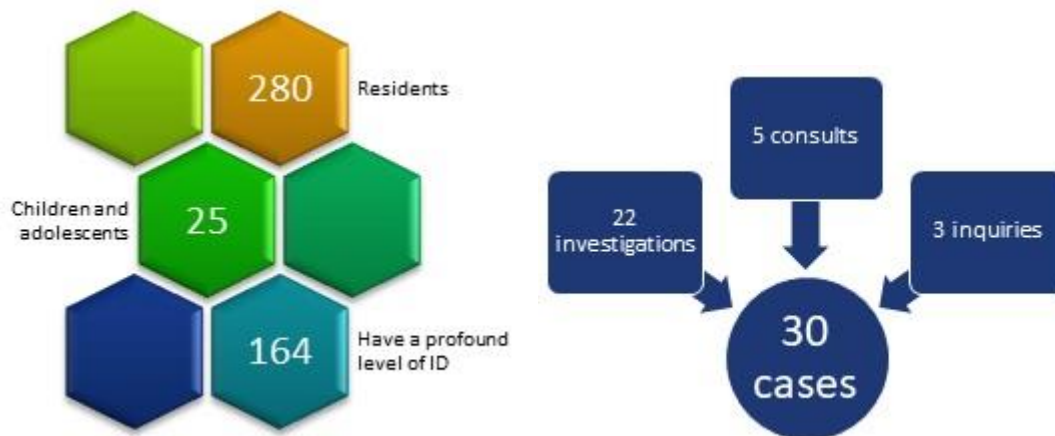 280
Residents
Children and
adolescents
25
164
Have a profound
level of ID
5 consults
22
investigations
3 inquiries
30
cases